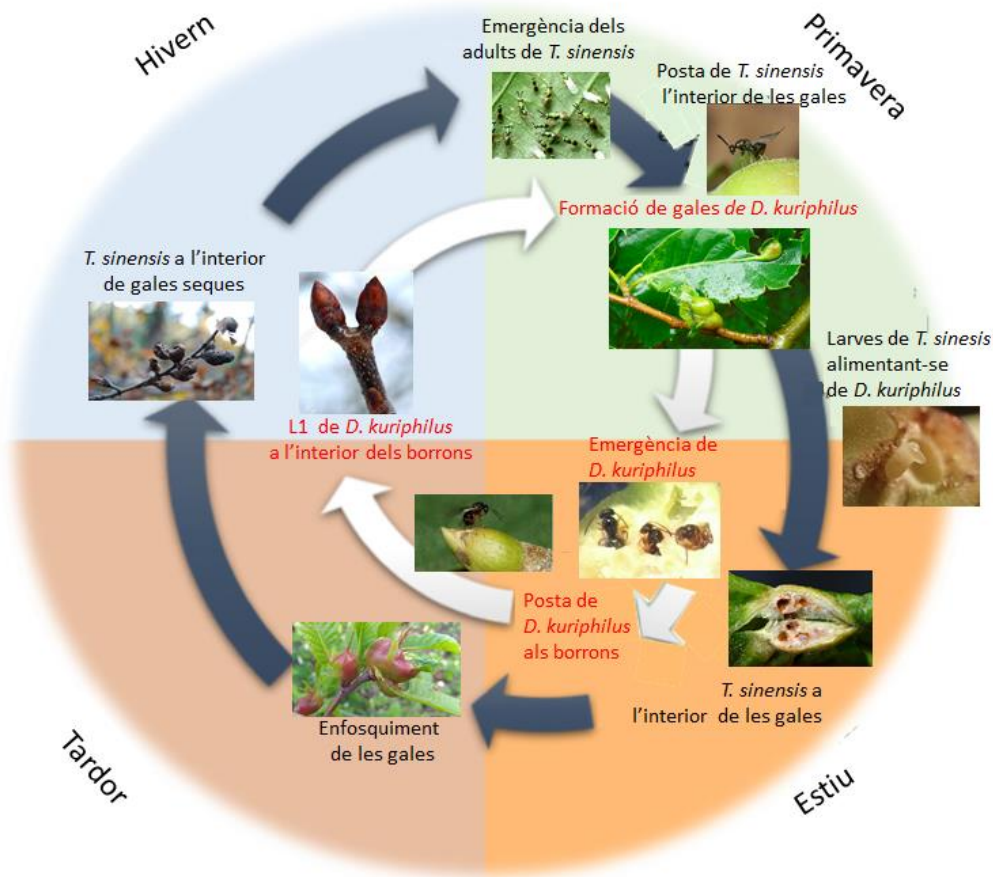 Hivern
Primavera
Emergència dels
adults de T. sinensis
Posta de T. sinensis
l’interior de les gales
Formació de gales de D. kuriphilus
T. sinensis a l’interior
de gales seques
L1 de D. kuriphilus
a l’interior dels borrons
Larves de T. sinesis
alimentant-se
de D. kuriphilus
Emergència de
D. kuriphilus
Posta de
D. kuriphilus
als borrons
T. sinensis a
l’interior de les gales
Enfosquiment
de les gales
Tardor
Estiu